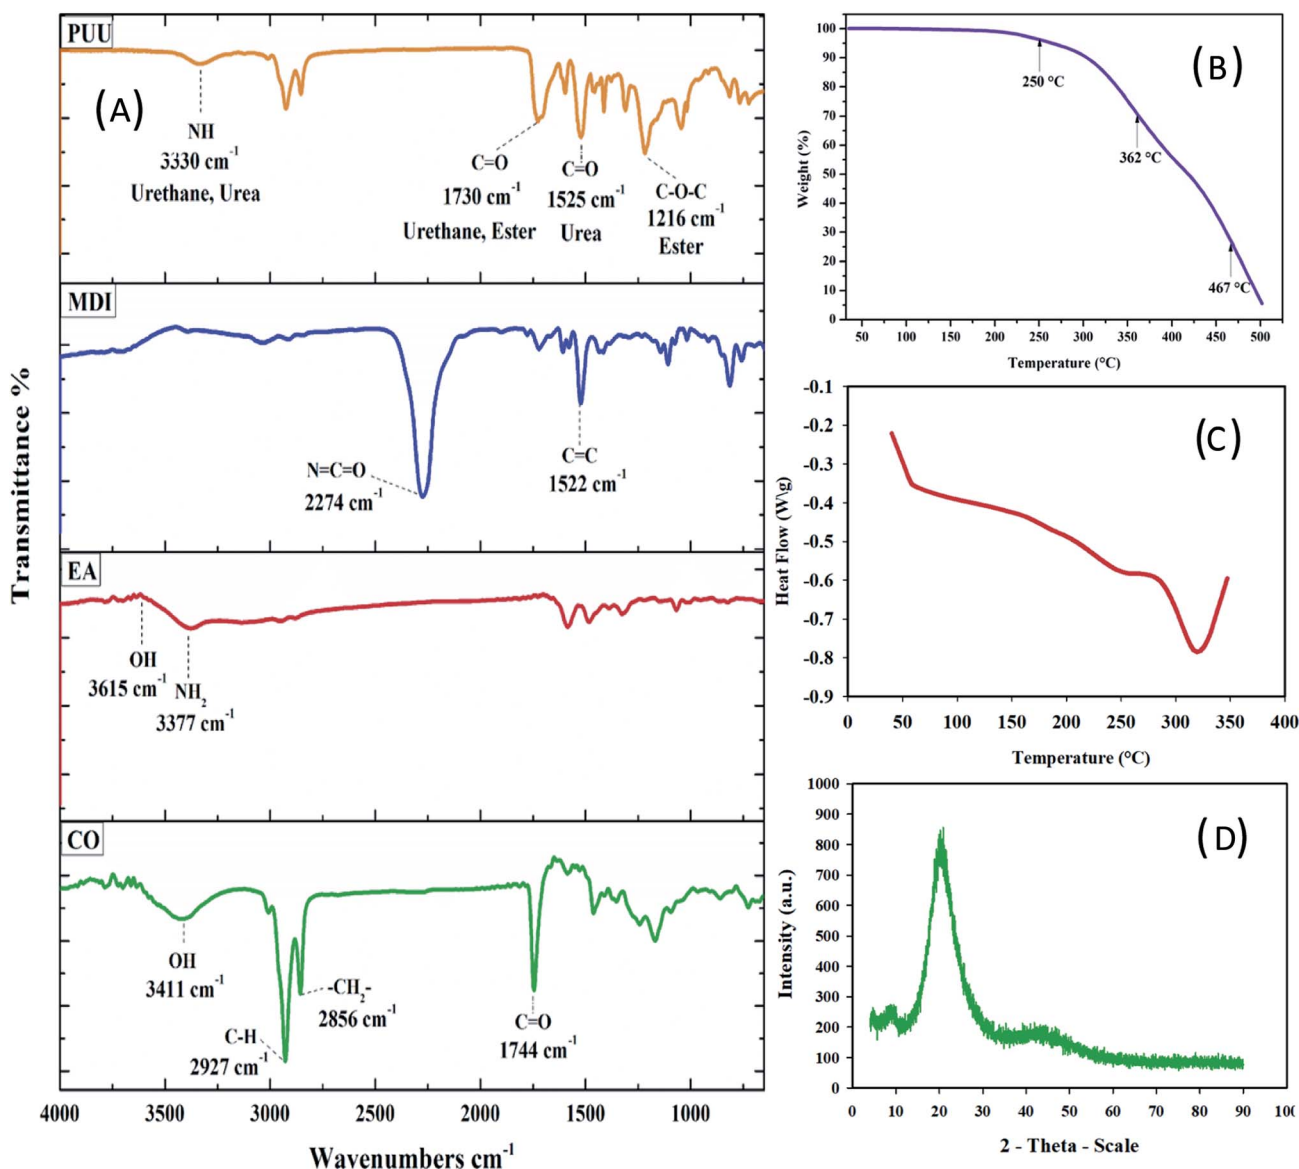 PUU
(A)
NH
3330 cm⁻¹
Urethane, Urea
C=O
1730 cm⁻¹
Urethane, Ester
C=O
1525 cm⁻¹
Urea
C-O-C
1216 cm⁻¹
Ester
MDI
N=C=O
2274 cm⁻¹
C=C
1522 cm⁻¹
EA
OH
3615 cm⁻¹
NH₂
3377 cm⁻¹
CO
OH
3411 cm⁻¹
C-H
2927 cm⁻¹
-CH₂-
2856 cm⁻¹
C=O
1744 cm⁻¹
Transmittance %
4000 3500 3000 2500 2000 1500 1000
Wavenumbers cm⁻¹
(B)
100
90
80
70
60
50
40
30
20
10
0
Weight (%)
250 °C
362 °C
467 °C
50 100 150 200 250 300 350 400 450 500
Temperature (°C)
(C)
-0.1
-0.2
-0.3
-0.4
-0.5
-0.6
-0.7
-0.8
-0.9
Heat Flow (W\g)
0 50 100 150 200 250 300 350 400
Temperature (°C)
(D)
1000
900
800
700
600
500
400
300
200
100
0
Intensity (a.u.)
0 10 20 30 40 50 60 70 80 90
2 - Theta - Scale